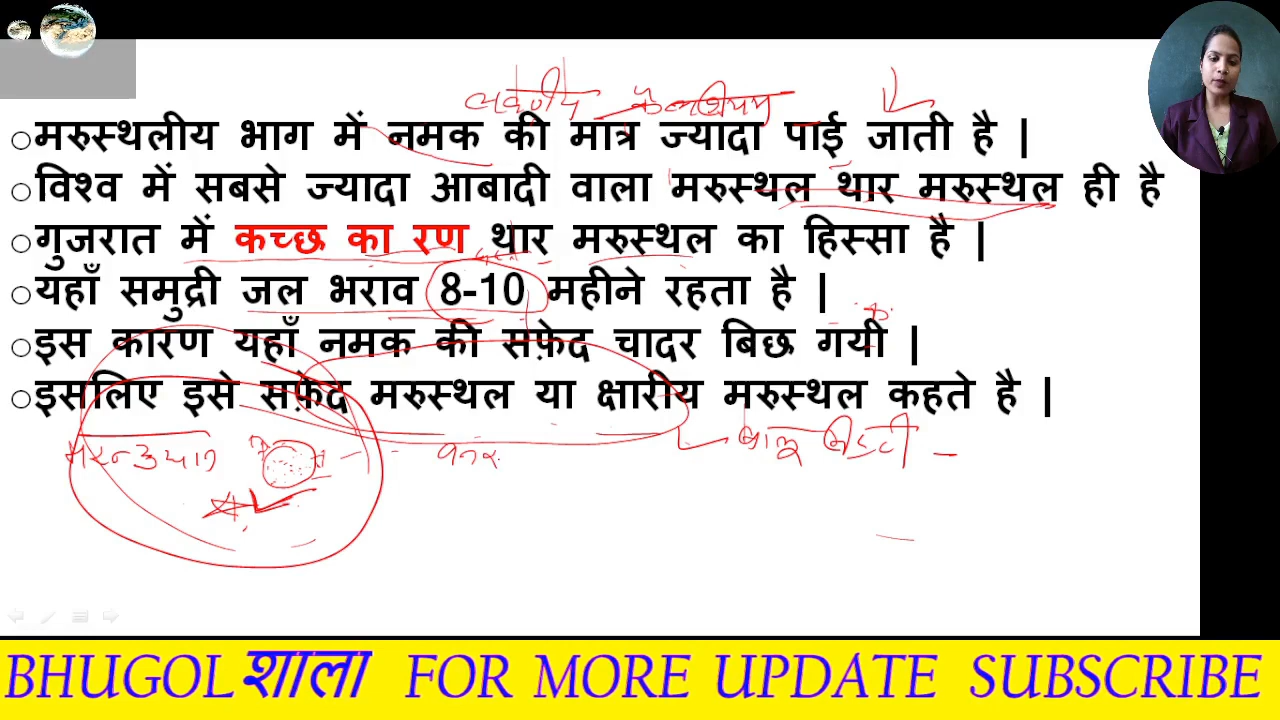 लवणीय कैल्शियम
○मरुस्थलीय भाग में नमक की मात्र ज्यादा पाई जाती है |
○विश्व में सबसे ज्यादा आबादी वाला मरुस्थल थार मरुस्थल ही है
○गुजरात में कच्छ का रण थार मरुस्थल का हिस्सा है |
○यहाँ समुद्री जल भराव 8-10 महीने रहता है |
○इस कारण यहाँ नमक की सफ़ेद चादर बिछ गयी |
○इसलिए इसे सफ़ेद मरुस्थल या क्षारीय मरुस्थल कहते है |
BHUGOL शाला FOR MORE UPDATE SUBSCRIBE